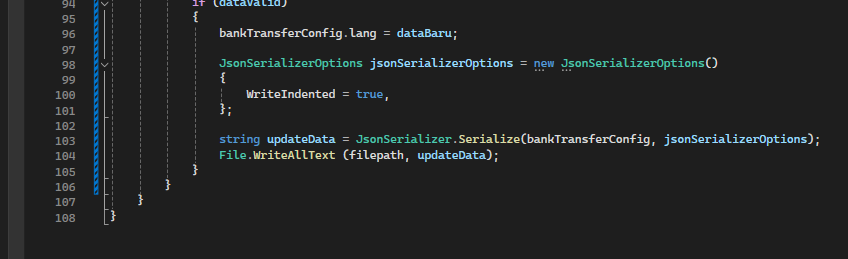 94 if (dataValid)
95 {
96 bankTransferConfig.lang = dataBaru;
97
98 JsonSerializerOptions jsonSerializerOptions = new JsonSerializerOptions()
99 {
100 WriteIndented = true,
101 };
102
103 string updateData = JsonSerializer.Serialize(bankTransferConfig, jsonSerializerOptions);
104 File.WriteAllText (filepath, updateData);
105 }
106 }
107 }
108 }